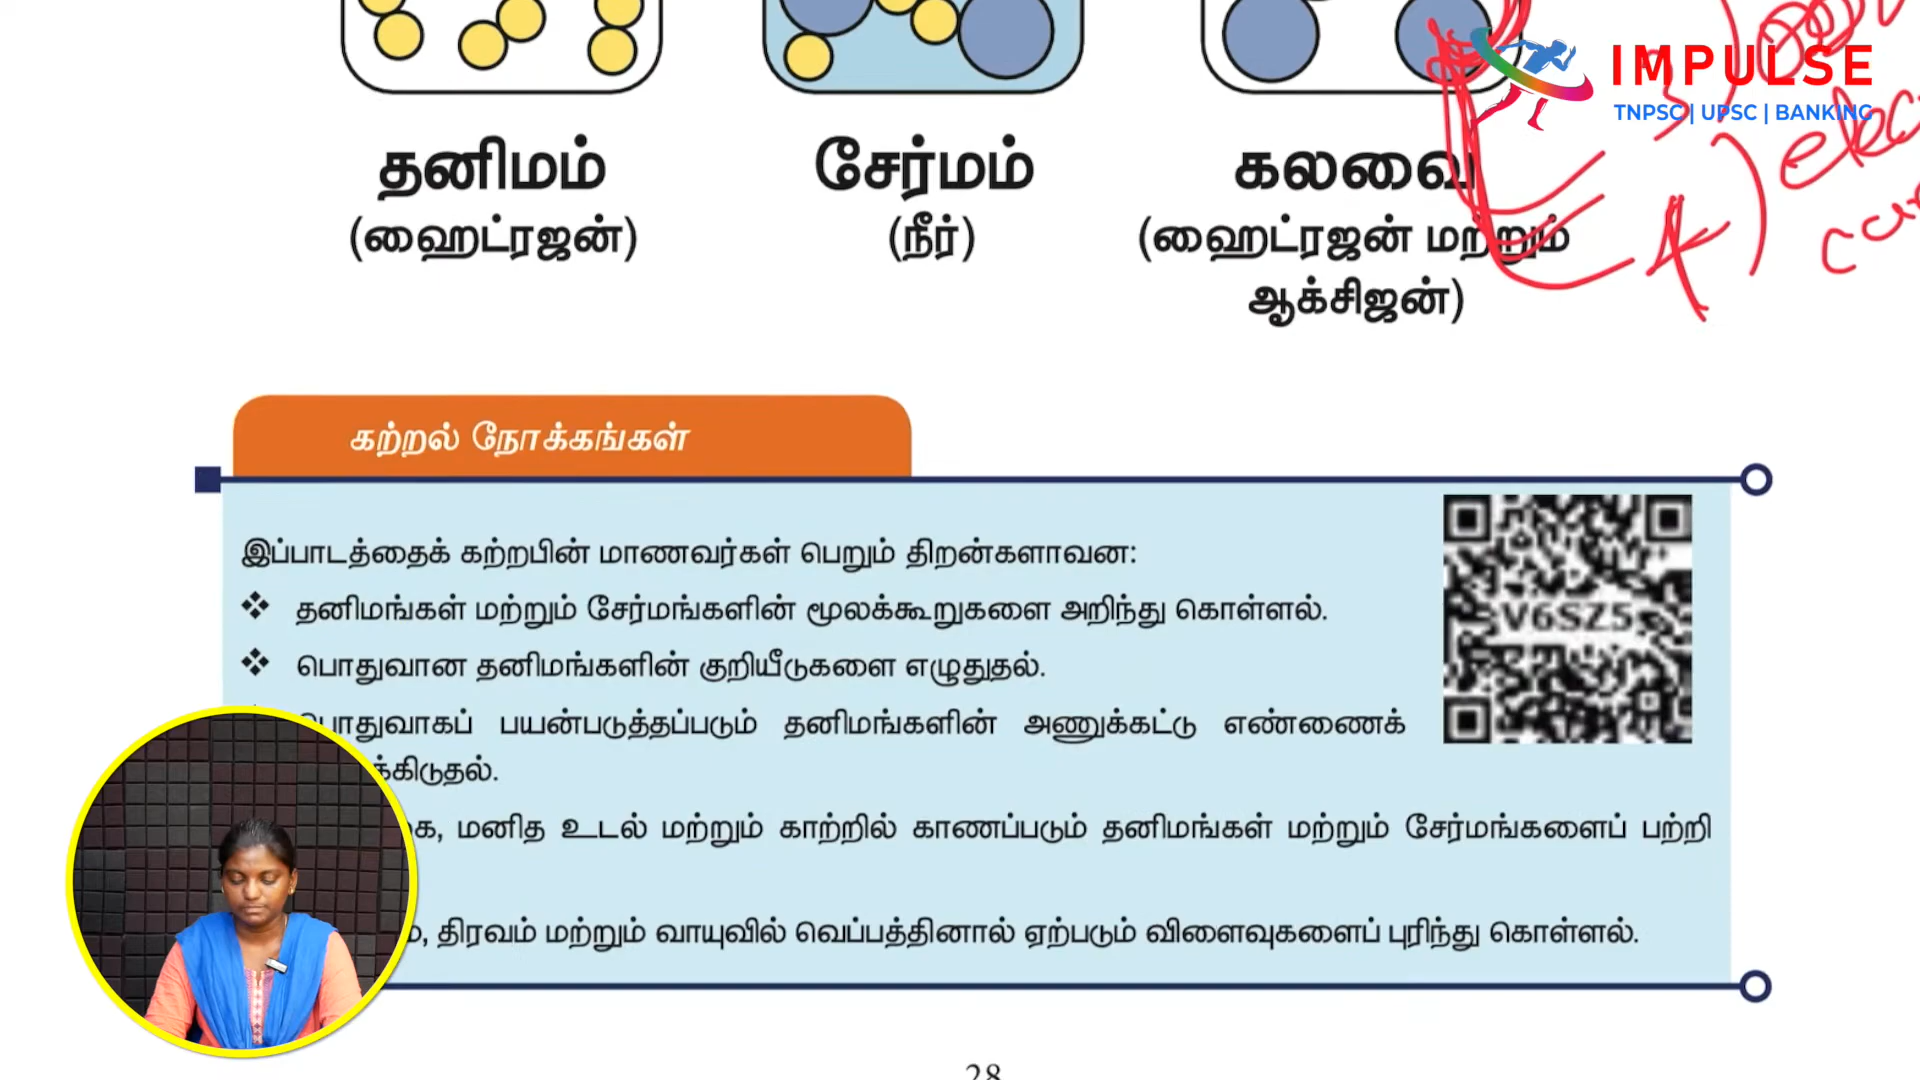 IMPULSE
TNPSC | UPSC | BANKING
3)
4)
தனிமம்
(ஹைட்ரஜன்)
சேர்மம்
(நீர்)
கலவை
(ஹைட்ரஜன் மற்றும்
ஆக்சிஜன்)
கற்றல் நோக்கங்கள்
இப்பாடத்தைக் கற்றபின் மாணவர்கள் பெறும் திறன்களாவன:
❖ தனிமங்கள் மற்றும் சேர்மங்களின் மூலக்கூறுகளை அறிந்து கொள்ளல்.
❖ பொதுவான தனிமங்களின் குறியீடுகளை எழுதுதல்.
பொதுவாகப் பயன்படுத்தப்படும் தனிமங்களின் அணுக்கட்டு எண்ணைக்
க்கிடுதல்.
மனித உடல் மற்றும் காற்றில் காணப்படும் தனிமங்கள் மற்றும் சேர்மங்களைப் பற்றி
திரவம் மற்றும் வாயுவில் வெப்பத்தினால் ஏற்படும் விளைவுகளைப் புரிந்து கொள்ளல்.
V6SZ5
28